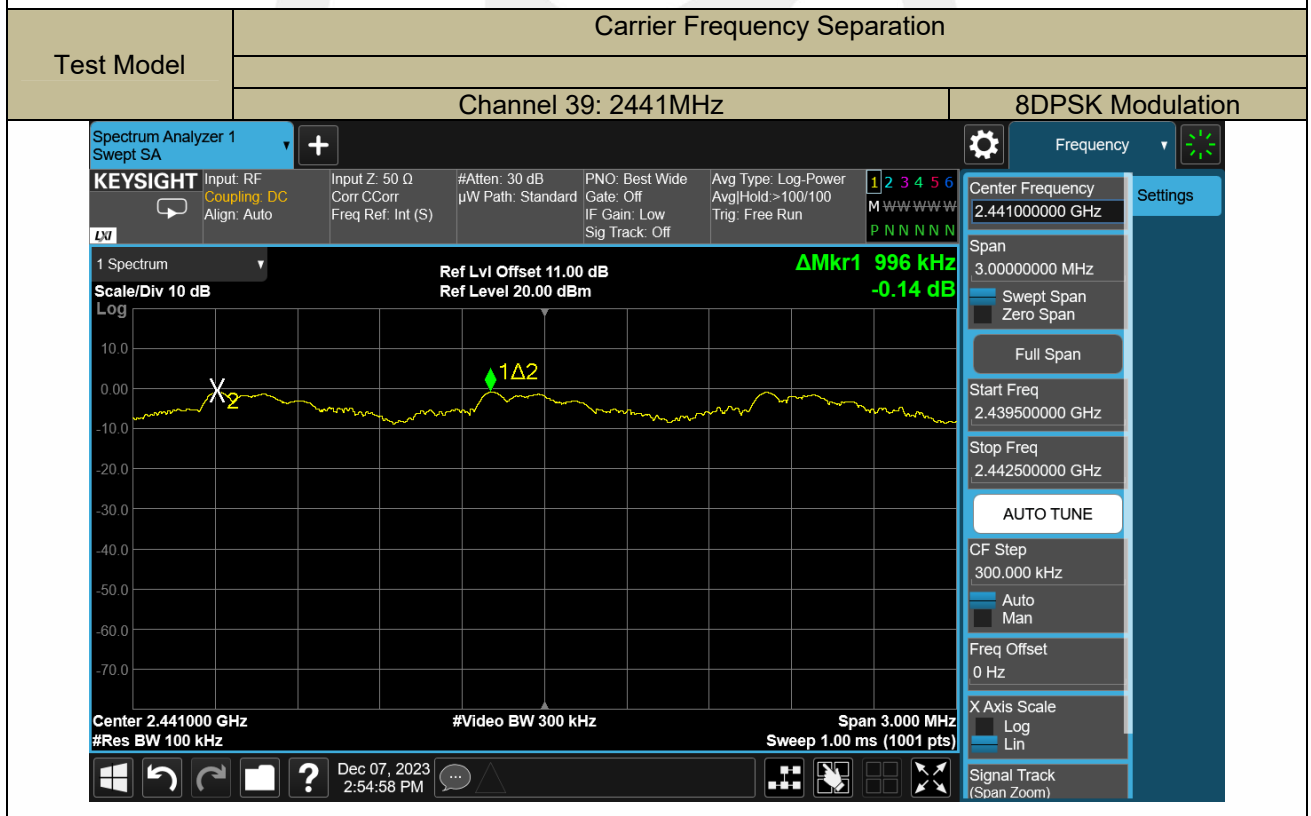 Carrier Frequency Separation
Test Model
Channel 39: 2441MHz 8DPSK Modulation
Spectrum Analyzer 1
Swept SA
+
Frequency
KEYSIGHT Input: RF Input Z: 50 Ω #Atten: 30 dB PNO: Best Wide Avg Type: Log-Power 1 2 3 4 5 6
Coupling: DC Corr CCorr µW Path: Standard Gate: Off Avg|Hold:>100/100 M W W W W W
Align: Auto Freq Ref: Int (S) IF Gain: Low Trig: Free Run
LXI Sig Track: Off P N N N N N
1 Spectrum
Ref Lvl Offset 11.00 dB ΔMkr1 996 kHz
Scale/Div 10 dB Ref Level 20.00 dBm -0.14 dB
Log
10.0
0.00
-10.0
-20.0
-30.0
-40.0
-50.0
-60.0
-70.0
X2
1Δ2
Center 2.441000 GHz #Video BW 300 kHz Span 3.000 MHz
#Res BW 100 kHz Sweep 1.00 ms (1001 pts)
Center Frequency
2.441000000 GHz
Settings
Span
3.00000000 MHz
Swept Span
Zero Span
Full Span
Start Freq
2.439500000 GHz
Stop Freq
2.442500000 GHz
AUTO TUNE
CF Step
300.000 kHz
Auto
Man
Freq Offset
0 Hz
X Axis Scale
Log
Lin
Signal Track
(Span Zoom)
? Dec 07, 2023
2:54:58 PM